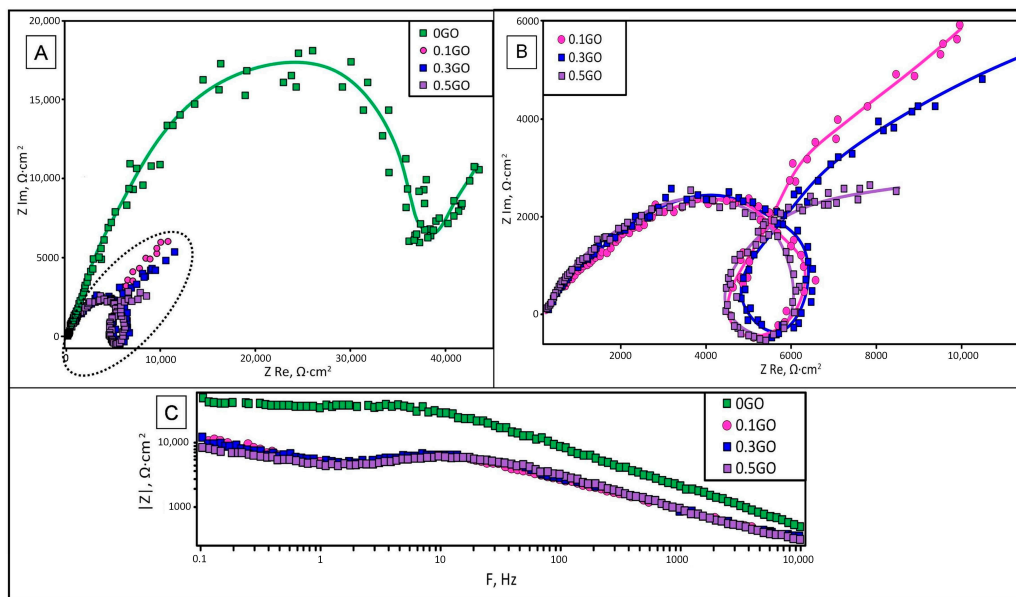 A
20,000
15,000
10,000
5000
0
0
10,000
20,000
30,000
40,000
Z Im, Ω·cm²
Z Re, Ω·cm²
0GO
0.1GO
0.3GO
0.5GO
B
6000
4000
2000
0
2000
4000
6000
8000
10,000
Z Im, Ω·cm²
Z Re, Ω·cm²
0.1GO
0.3GO
0.5GO
C
10,000
1000
|Z|, Ω·cm²
0.1
1
10
100
1000
10,000
F, Hz
0GO
0.1GO
0.3GO
0.5GO